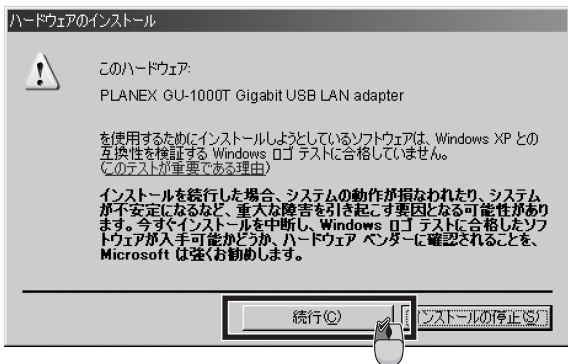 ハードウェアのインストール
このハードウェア:
PLANEX GU-1000T Gigabit USB LAN adapter
を使用するためにインストールしようとしているソフトウェアは、Windows XP との
互換性を検証する Windows ロゴ テストに合格していません。
(このテストが重要である理由)
インストールを続行した場合、システムの動作が損なわれたり、システム
が不安定になるなど、重大な障害を引き起こす要因となる可能性があり
ます。今すぐインストールを中断し、Windows ロゴ テストに合格したソフ
トウェアが入手可能かどうか、ハードウェア ベンダーに確認されることを、
Microsoft は強くお勧めします。
続行(C)
インストールの停止(S)